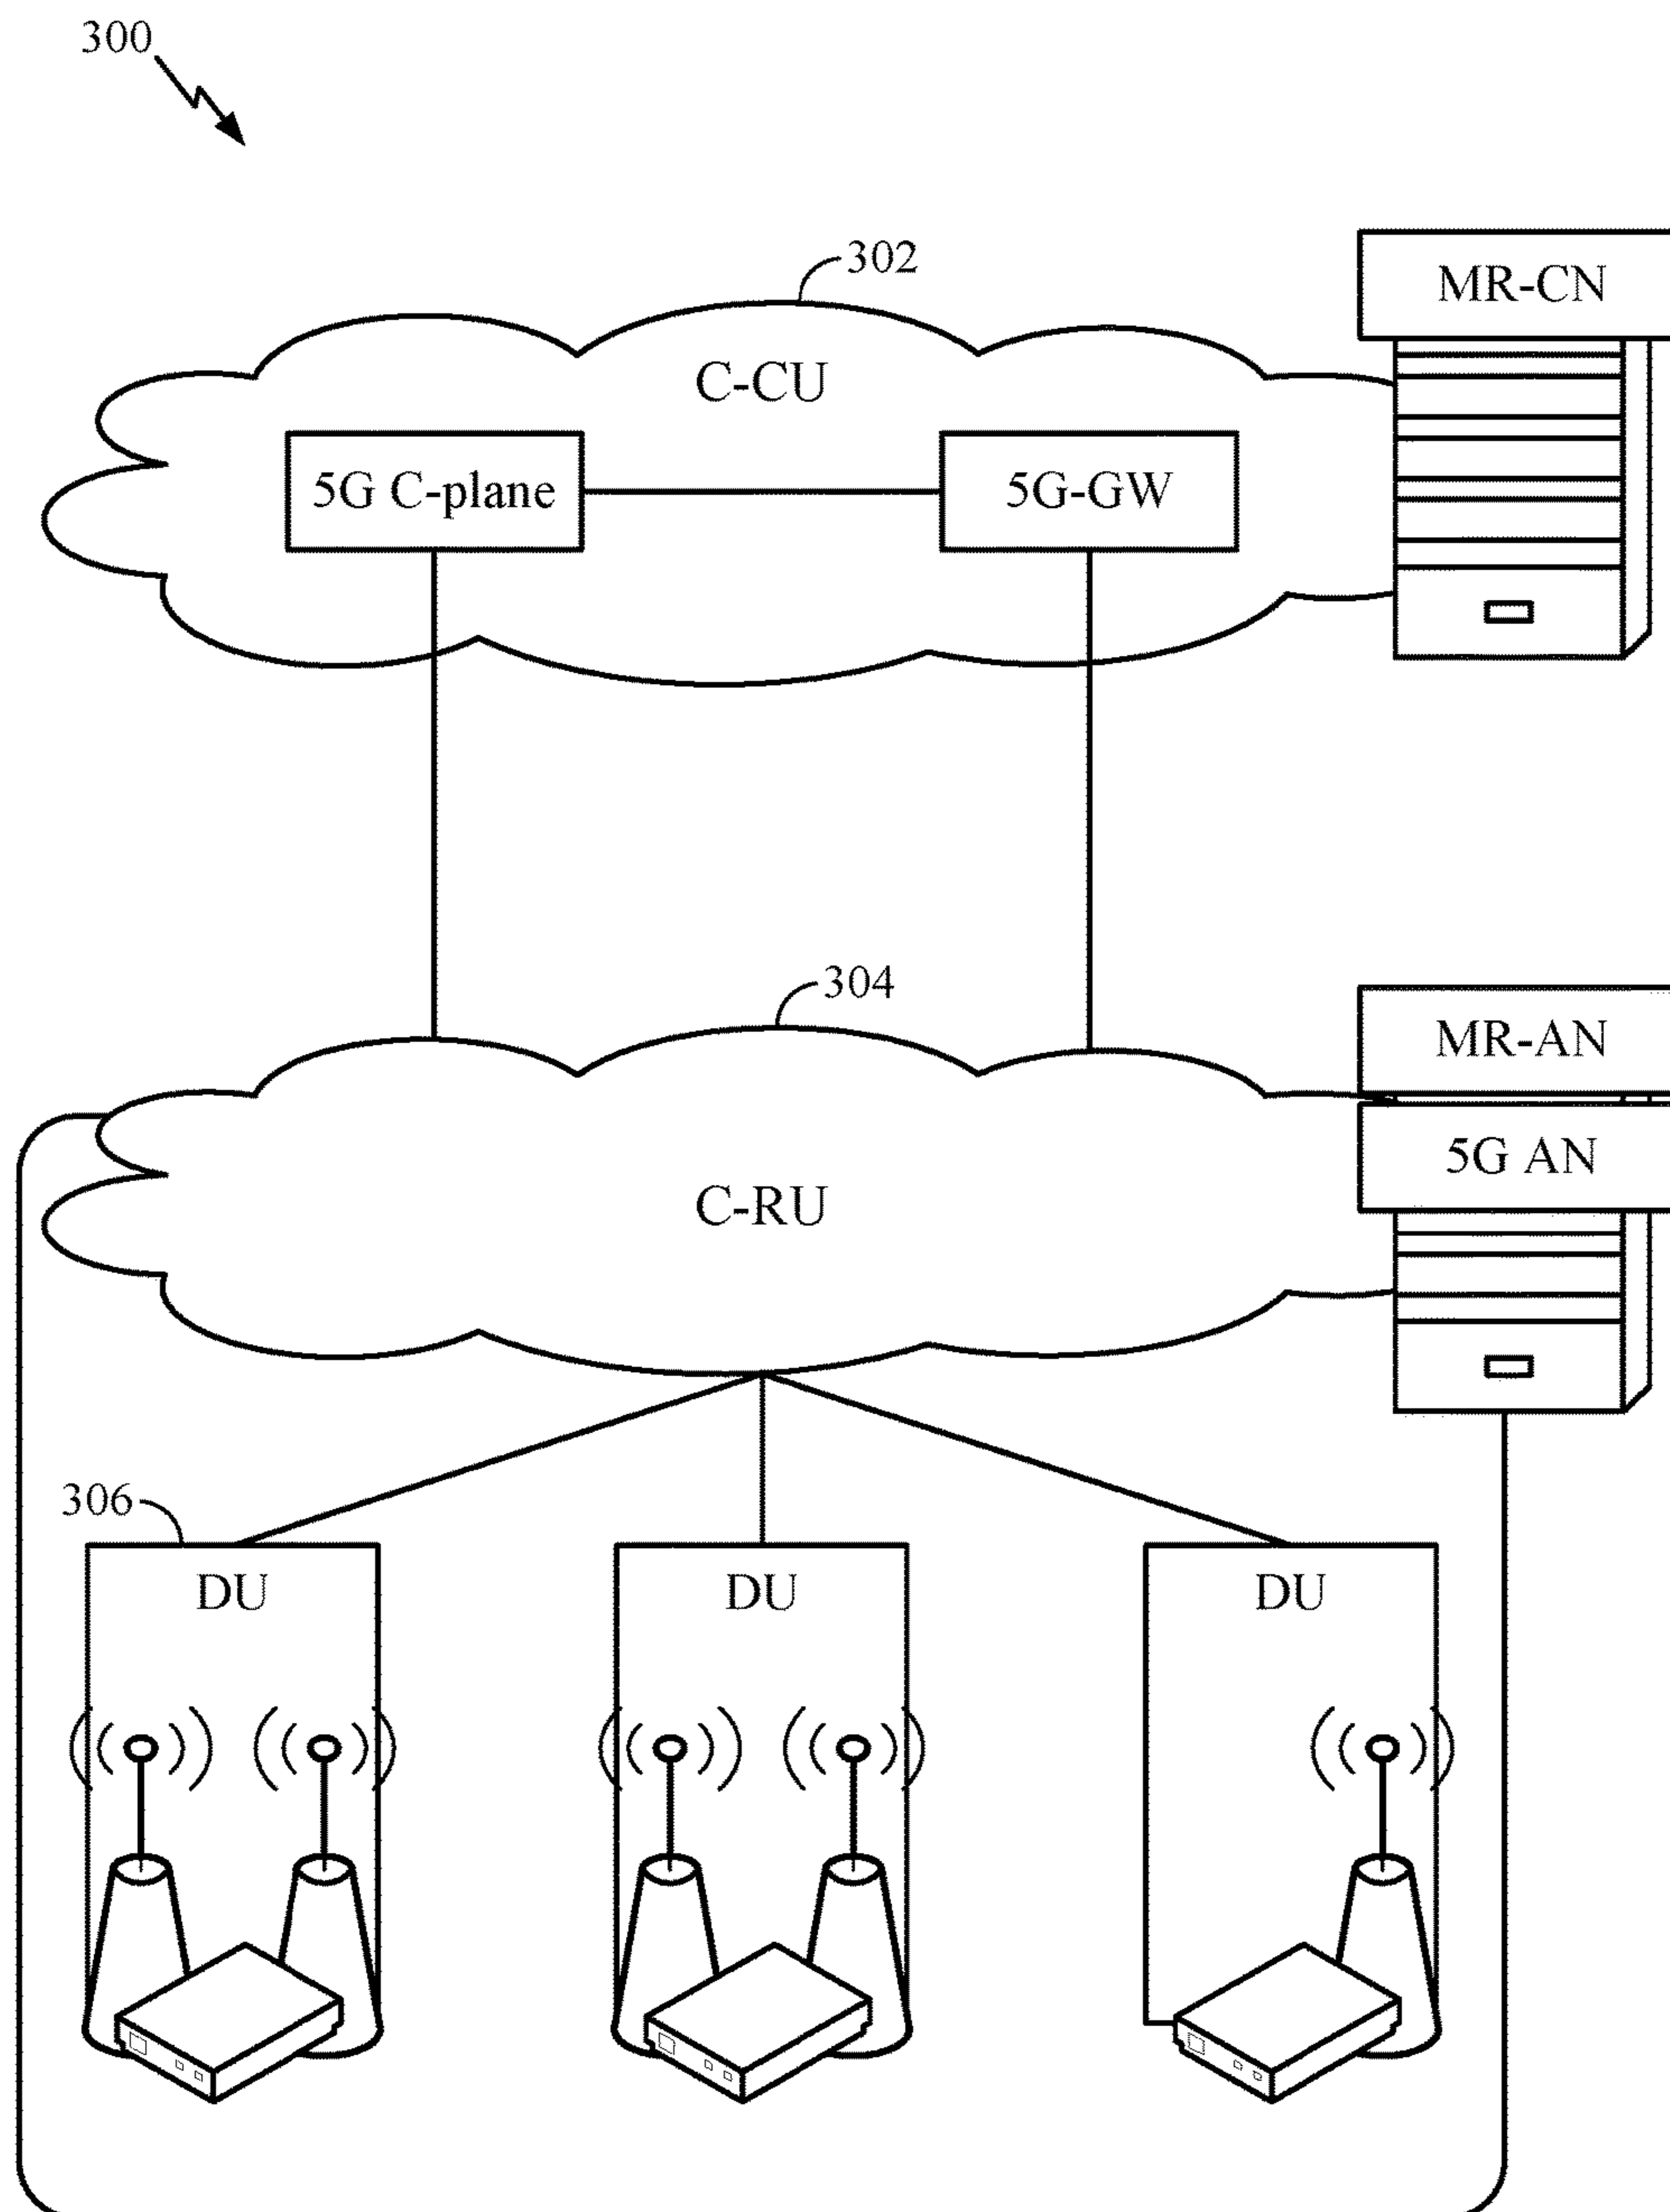 300
302
MR-CN
C-CU
5G C-plane
5G-GW
304
MR-AN
5G AN
C-RU
306
DU
DU
DU